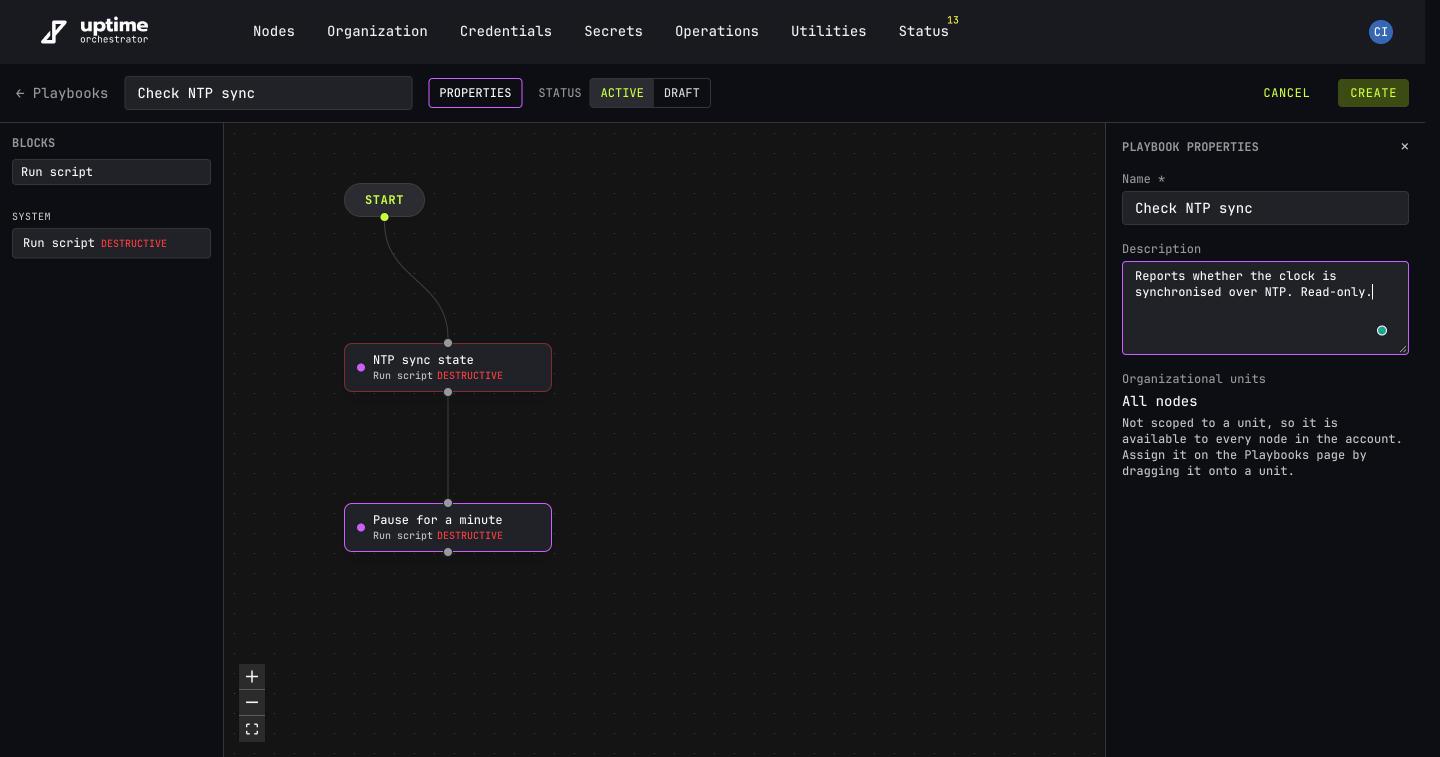 uptime
orchestrator
Nodes
Organization
Credentials
Secrets
Operations
Utilities
Status
13
CI
← Playbooks
Check NTP sync
PROPERTIES
STATUS
ACTIVE
DRAFT
CANCEL
CREATE
BLOCKS
Run script
SYSTEM
Run script DESTRUCTIVE
START
NTP sync state
Run script DESTRUCTIVE
Pause for a minute
Run script DESTRUCTIVE
PLAYBOOK PROPERTIES
×
Name *
Check NTP sync
Description
Reports whether the clock is
synchronised over NTP. Read-only.
Organizational units
All nodes
Not scoped to a unit, so it is
available to every node in the account.
Assign it on the Playbooks page by
dragging it onto a unit.